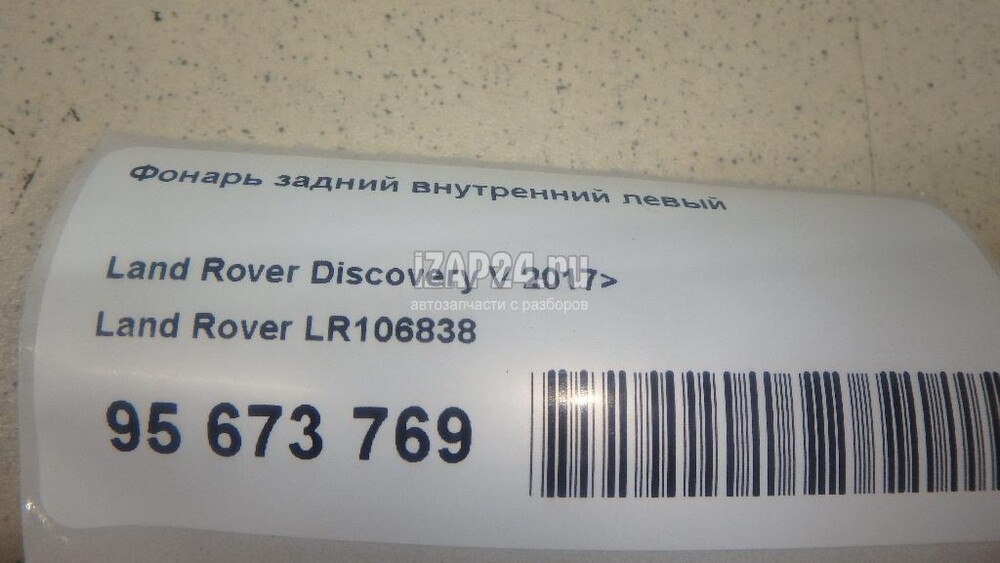 Фонарь задний внутренний левый
Land Rover Discovery V 2017>
iZAP24.ru
автозапчасти с разборов
Land Rover LR106838
95 673 769